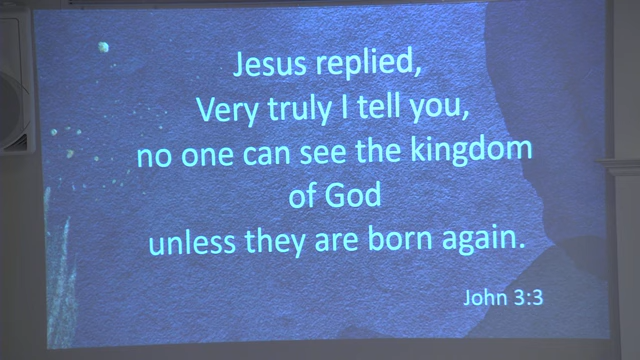 Jesus replied,
Very truly I tell you,
no one can see the kingdom
of God
unless they are born again.
John 3:3